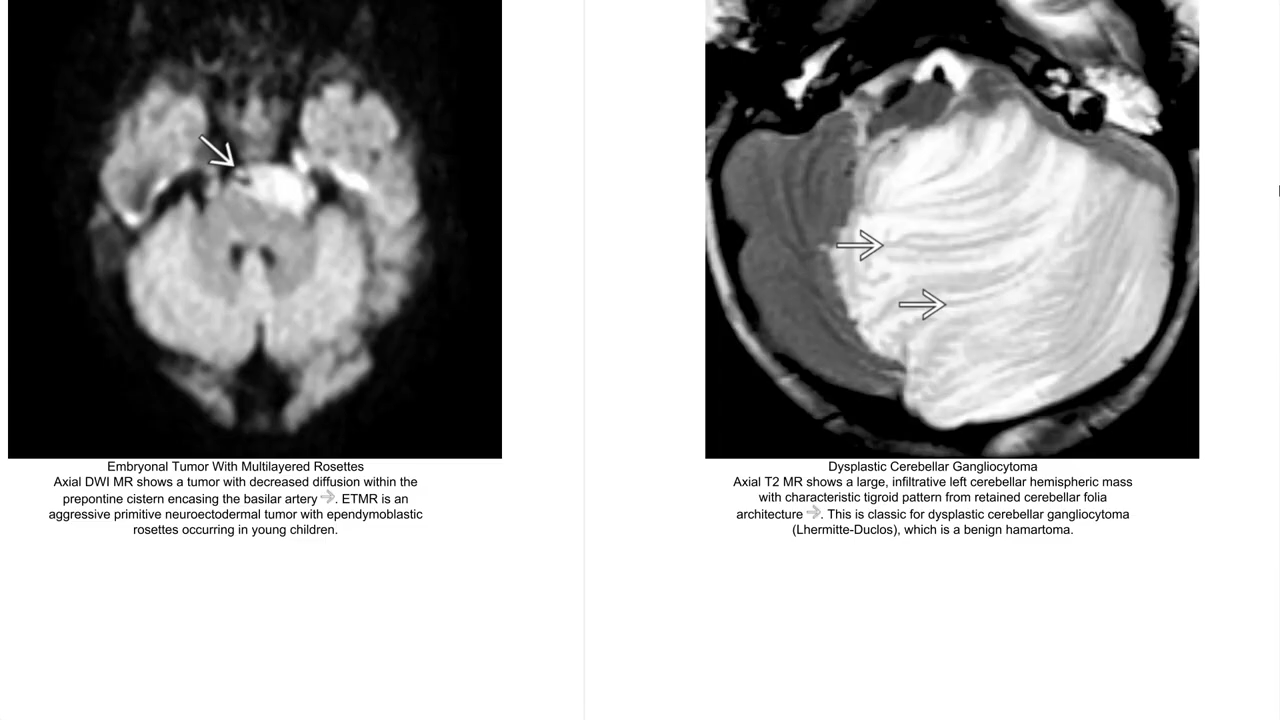 Embryonal Tumor With Multilayered Rosettes
Axial DWI MR shows a tumor with decreased diffusion within the
prepontine cistern encasing the basilar artery. ETMR is an
aggressive primitive neuroectodermal tumor with ependymoblastic
rosettes occurring in young children.
Dysplastic Cerebellar Gangliocytoma
Axial T2 MR shows a large, infiltrative left cerebellar hemispheric mass
with characteristic tigroid pattern from retained cerebellar folia
architecture. This is classic for dysplastic cerebellar gangliocytoma
(Lhermitte-Duclos), which is a benign hamartoma.